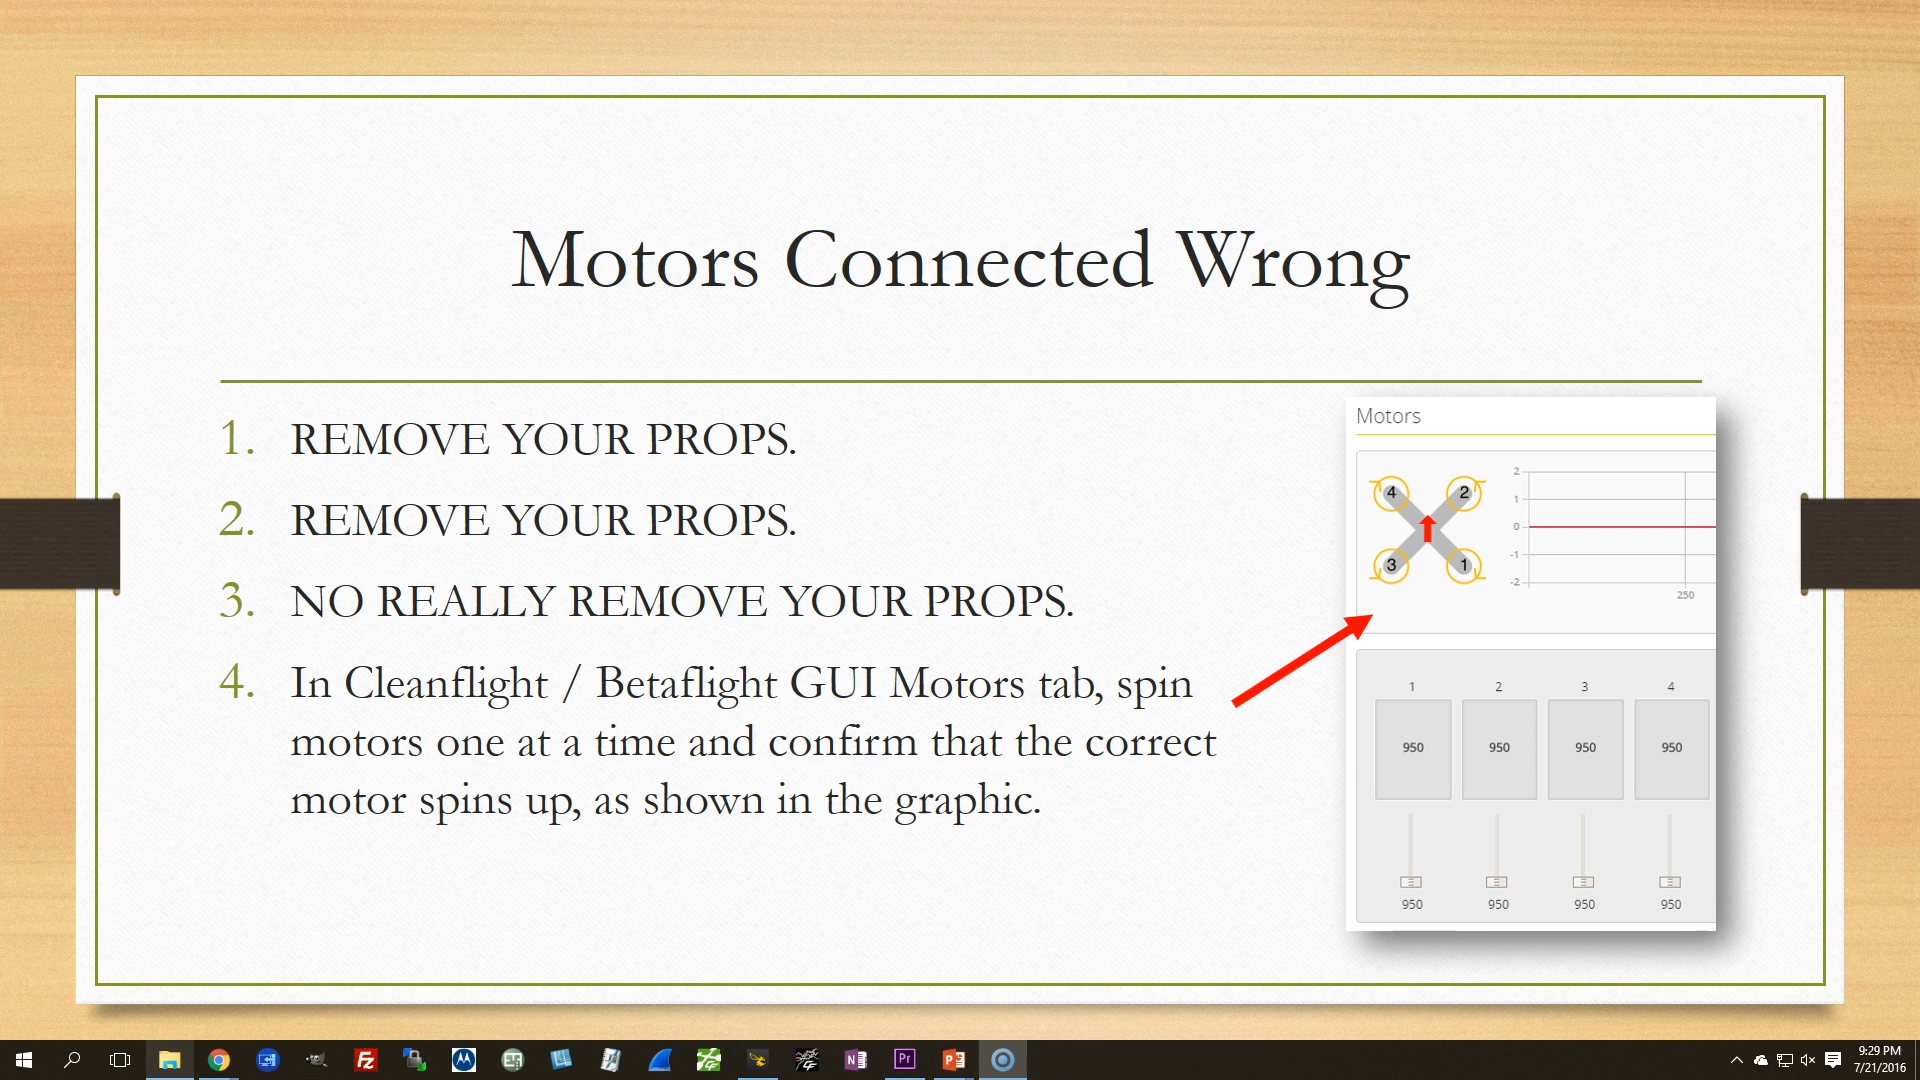 Motors Connected Wrong
1. REMOVE YOUR PROPS.
2. REMOVE YOUR PROPS.
3. NO REALLY REMOVE YOUR PROPS.
4. In Cleanflight / Betaflight GUI Motors tab, spin
motors one at a time and confirm that the correct
motor spins up, as shown in the graphic.
Motors
4 2
3 1
2
1
0
-1
-2
250
1 2 3 4
950 950 950 950
950 950 950 950
9:29 PM
7/21/2016